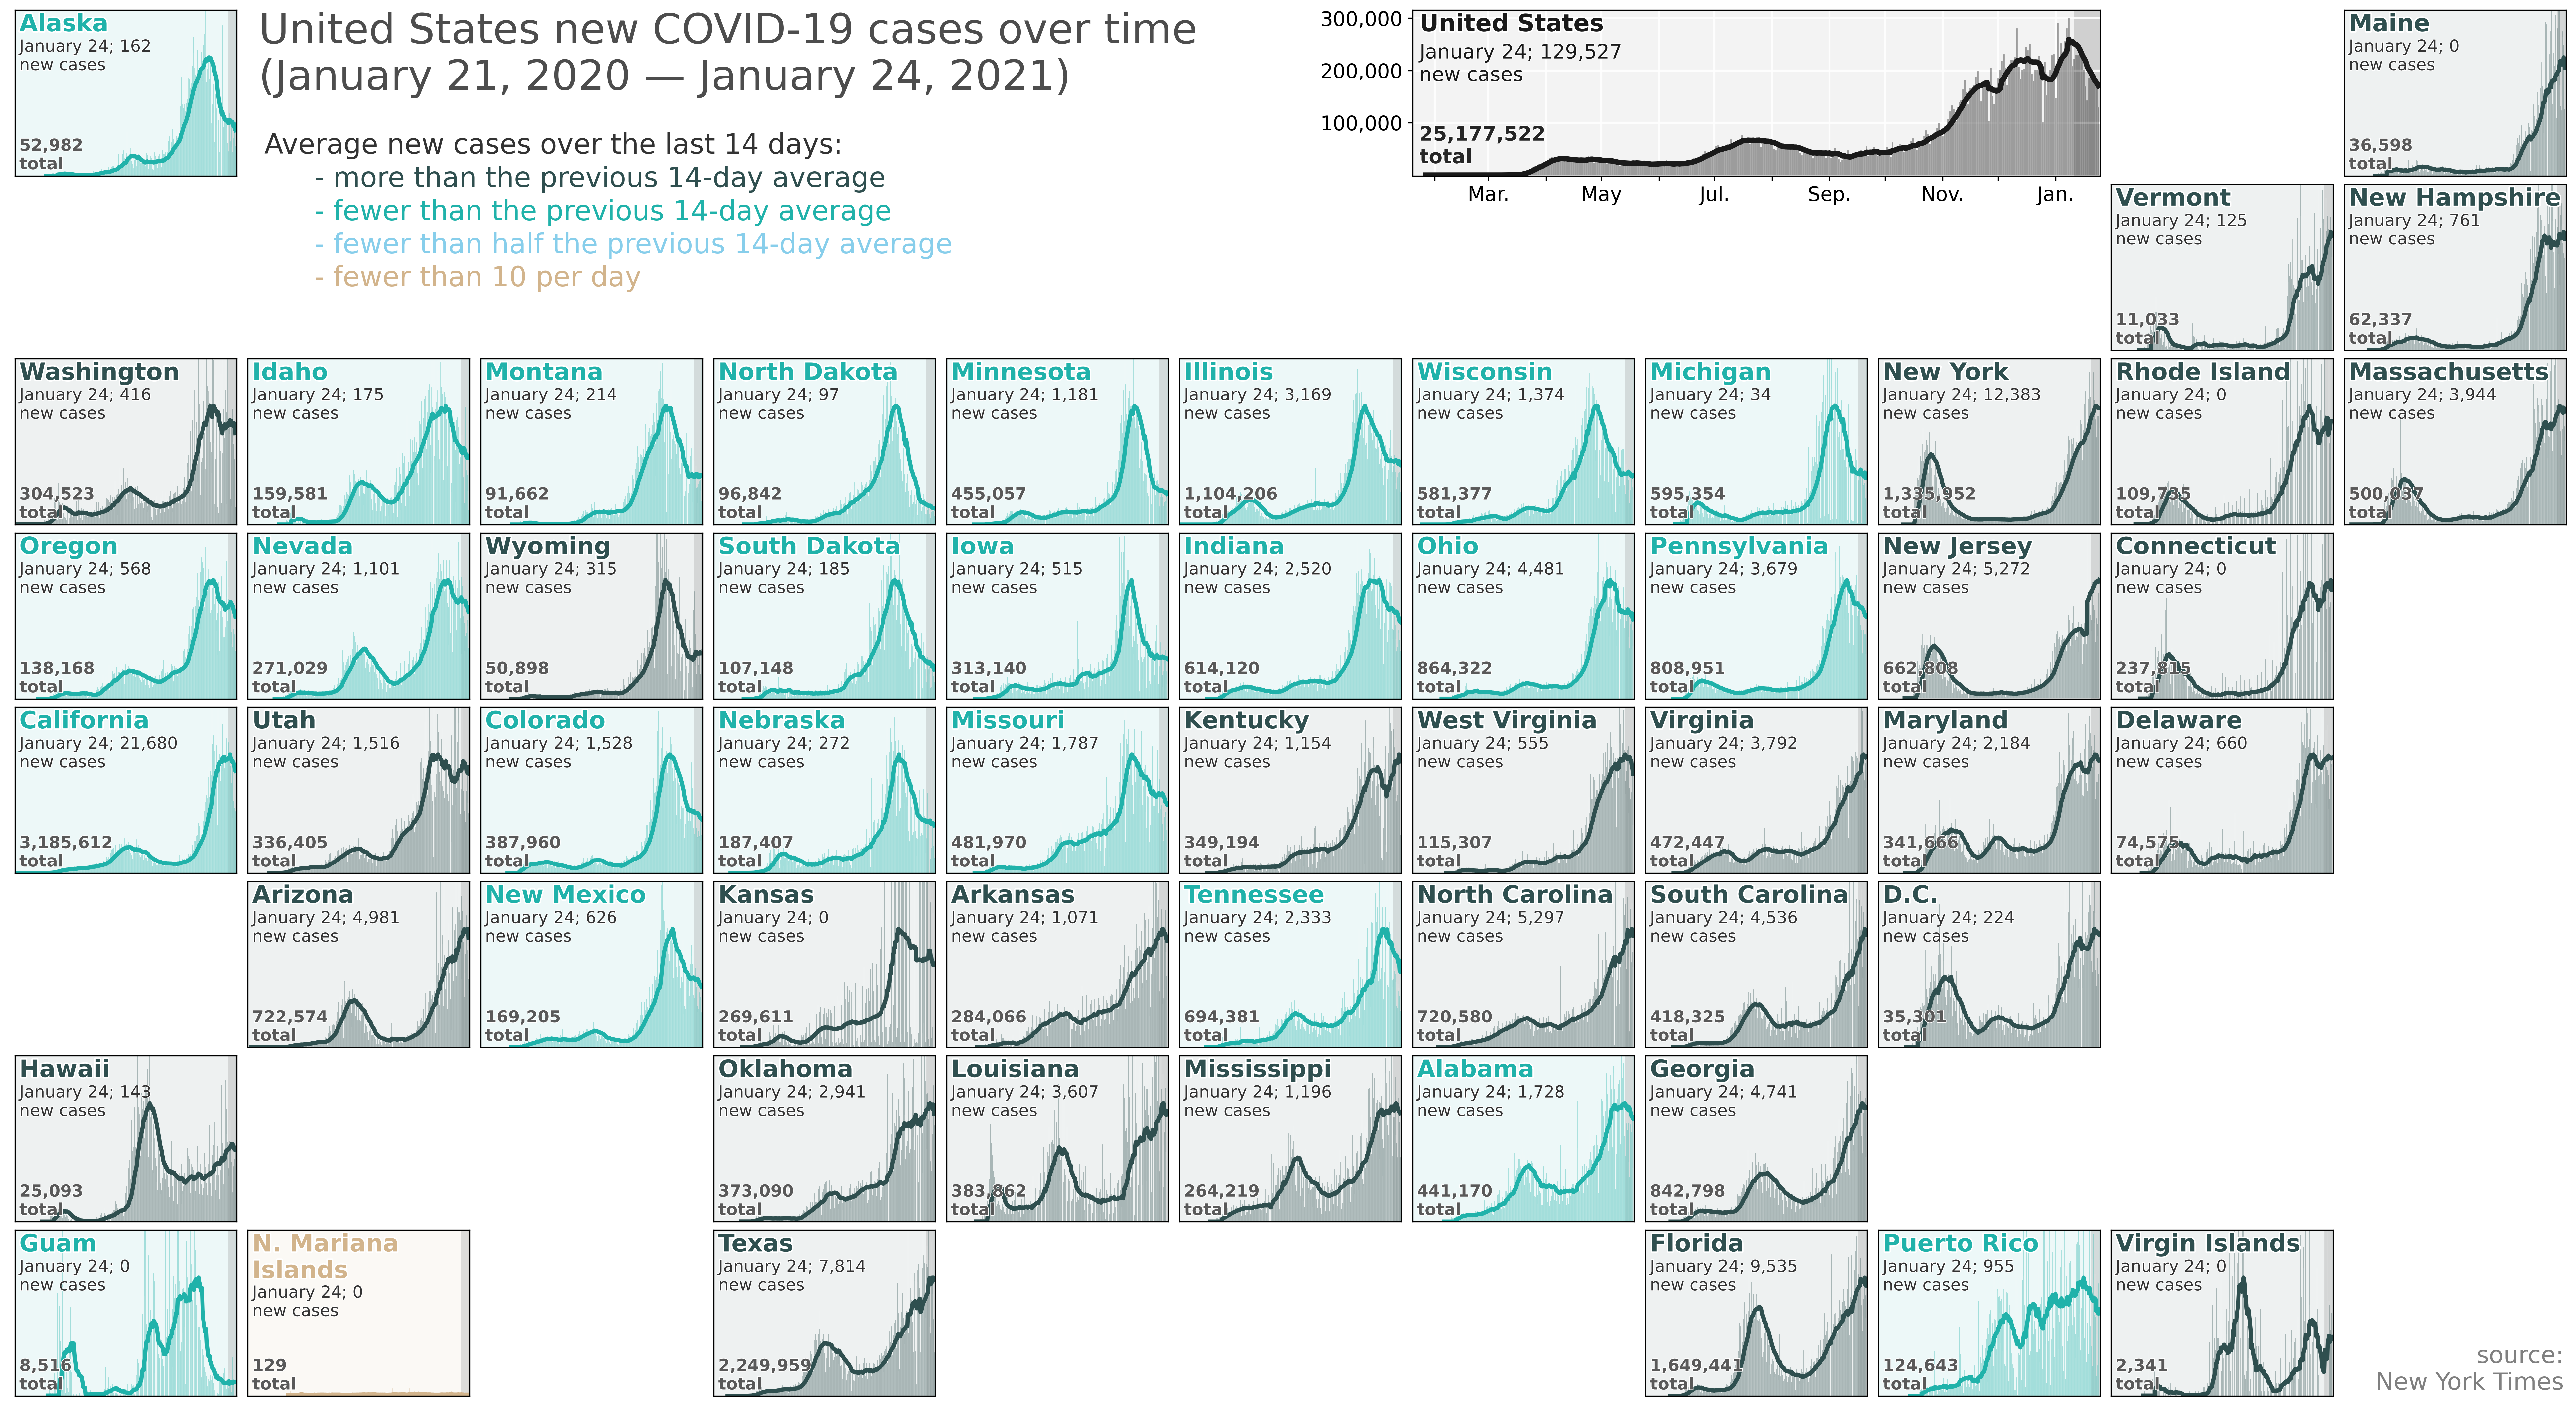 Alaska
January 24; 162
new cases
52,982
total
United States new COVID-19 cases over time
(January 21, 2020 — January 24, 2021)
Average new cases over the last 14 days:
- more than the previous 14-day average
- fewer than the previous 14-day average
- fewer than half the previous 14-day average
- fewer than 10 per day
300,000
200,000
100,000
United States
January 24; 129,527
new cases
25,177,522
total
Mar.
May
Jul.
Sep.
Nov.
Jan.
Maine
January 24; 0
new cases
36,598
total
Vermont
January 24; 125
new cases
11,033
total
New Hampshire
January 24; 761
new cases
62,337
total
Washington
January 24; 416
new cases
304,523
total
Idaho
January 24; 175
new cases
159,581
total
Montana
January 24; 214
new cases
91,662
total
North Dakota
January 24; 97
new cases
96,842
total
Minnesota
January 24; 1,181
new cases
455,057
total
Illinois
January 24; 3,169
new cases
1,104,206
total
Wisconsin
January 24; 1,374
new cases
581,377
total
Michigan
January 24; 34
new cases
595,354
total
New York
January 24; 12,383
new cases
1,335,952
total
Rhode Island
January 24; 0
new cases
109,735
total
Massachusetts
January 24; 3,944
new cases
500,037
total
Oregon
January 24; 568
new cases
138,168
total
Nevada
January 24; 1,101
new cases
271,029
total
Wyoming
January 24; 315
new cases
50,898
total
South Dakota
January 24; 185
new cases
107,148
total
Iowa
January 24; 515
new cases
313,140
total
Indiana
January 24; 2,520
new cases
614,120
total
Ohio
January 24; 4,481
new cases
864,322
total
Pennsylvania
January 24; 3,679
new cases
808,951
total
New Jersey
January 24; 5,272
new cases
662,808
total
Connecticut
January 24; 0
new cases
237,815
total
California
January 24; 21,680
new cases
3,185,612
total
Utah
January 24; 1,516
new cases
336,405
total
Colorado
January 24; 1,528
new cases
387,960
total
Nebraska
January 24; 272
new cases
187,407
total
Missouri
January 24; 1,787
new cases
481,970
total
Kentucky
January 24; 1,154
new cases
349,194
total
West Virginia
January 24; 555
new cases
115,307
total
Virginia
January 24; 3,792
new cases
472,447
total
Maryland
January 24; 2,184
new cases
341,666
total
Delaware
January 24; 660
new cases
74,575
total
Arizona
January 24; 4,981
new cases
722,574
total
New Mexico
January 24; 626
new cases
169,205
total
Kansas
January 24; 0
new cases
269,611
total
Arkansas
January 24; 1,071
new cases
284,066
total
Tennessee
January 24; 2,333
new cases
694,381
total
North Carolina
January 24; 5,297
new cases
720,580
total
South Carolina
January 24; 4,536
new cases
418,325
total
D.C.
January 24; 224
new cases
35,301
total
Hawaii
January 24; 143
new cases
25,093
total
Oklahoma
January 24; 2,941
new cases
373,090
total
Louisiana
January 24; 3,607
new cases
383,862
total
Mississippi
January 24; 1,196
new cases
264,219
total
Alabama
January 24; 1,728
new cases
441,170
total
Georgia
January 24; 4,741
new cases
842,798
total
Guam
January 24; 0
new cases
8,516
total
N. Mariana
Islands
January 24; 0
new cases
129
total
Texas
January 24; 7,814
new cases
2,249,959
total
Florida
January 24; 9,535
new cases
1,649,441
total
Puerto Rico
January 24; 955
new cases
124,643
total
Virgin Islands
January 24; 0
new cases
2,341
total
source:
New York Times